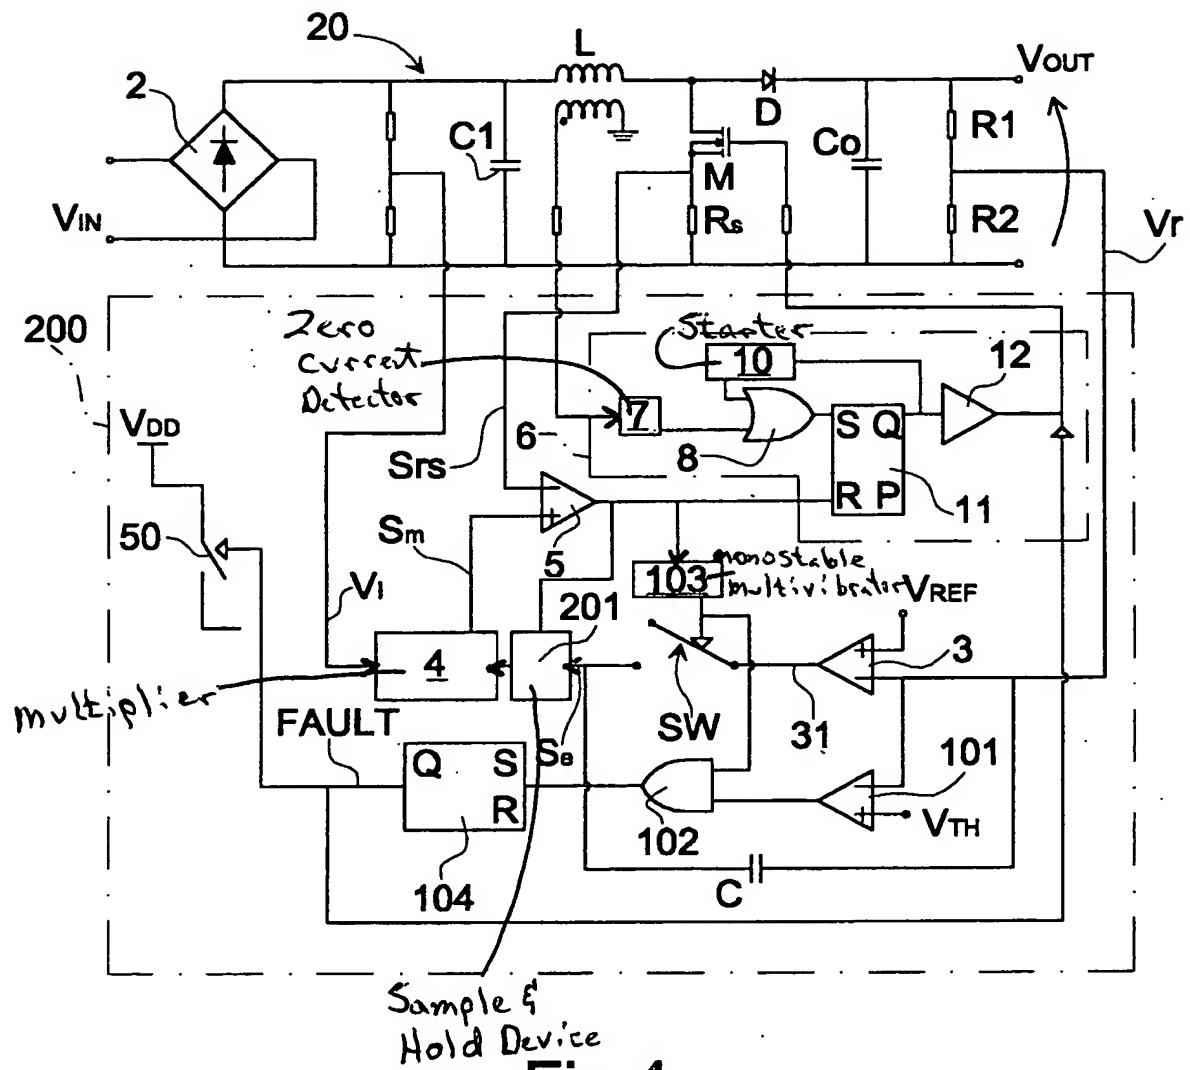 20
L
VOUT
2
D
R1
C1
Co
M
VIN
Rs
R2
Vr
200
Zero
current
Detector
Starter
10
12
VDD
7
S Q
6
8
Srs
R P
11
Sm
50
5
103
monostable
multivibrator
VREF
VI
201
4
3
multiplier
SW
31
FAULT
Se
Q S
R
101
102
VTH
104
C
Sample &
Hold Device